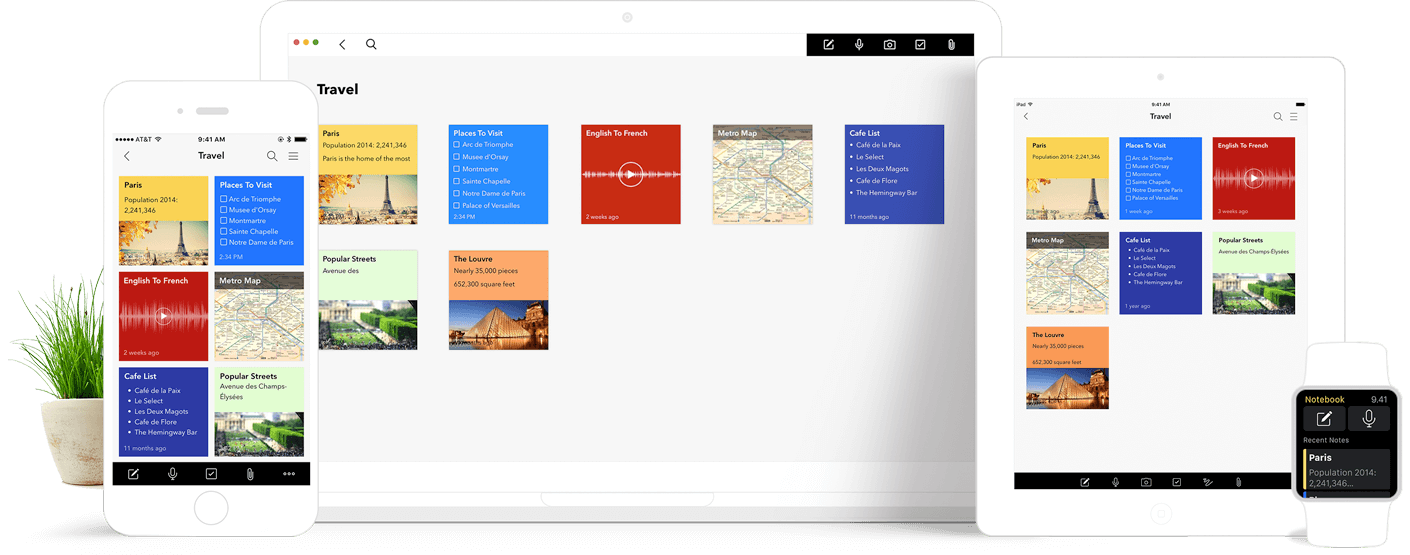 Travel
Paris
Population 2014: 2,241,346
Paris is the home of the most
Places To Visit
Arc de Triomphe
Musee d'Orsay
Montmartre
Sainte Chapelle
Notre Dame de Paris
Palace of Versailles
2:34 PM
English To French
2 weeks ago
Metro Map
Cafe List
Café de la Paix
Le Select
Les Deux Magots
Cafe de Flore
The Hemingway Bar
11 months ago
Popular Streets
Avenue des
The Louvre
Nearly 35,000 pieces
652,300 square feet
AT&T
9:41 AM
Travel
Paris
Population 2014:
2,241,346
Places To Visit
Arc de Triomphe
Musee d'Orsay
Montmartre
Sainte Chapelle
Notre Dame de Paris
2:34 PM
English To French
2 weeks ago
Metro Map
Cafe List
Café de la Paix
Le Select
Les Deux Magots
Cafe de Flore
The Hemingway Bar
11 months ago
Popular Streets
Avenue des Champs-
Élysées
iPad
9:41 AM
Travel
Paris
Population 2014: 2,241,346
week ago
Places To Visit
Arc de Triomphe
Musee d'Orsay
Montmartre
Sainte Chapelle
Notre Dame de Paris
Palace of Versailles
1 week ago
English To French
3 weeks ago
Metro Map
Cafe List
Café de la Paix
Le Select
Les Deux Magots
Cafe de Flore
The Hemingway Bar
1 year ago
Popular Streets
Avenue des Champs-Élysées
The Louvre
Nearly 35,000 pieces
652,300 square feet
Notebook 9.41
Recent Notes
Paris
Population 2014:
2,241,346...